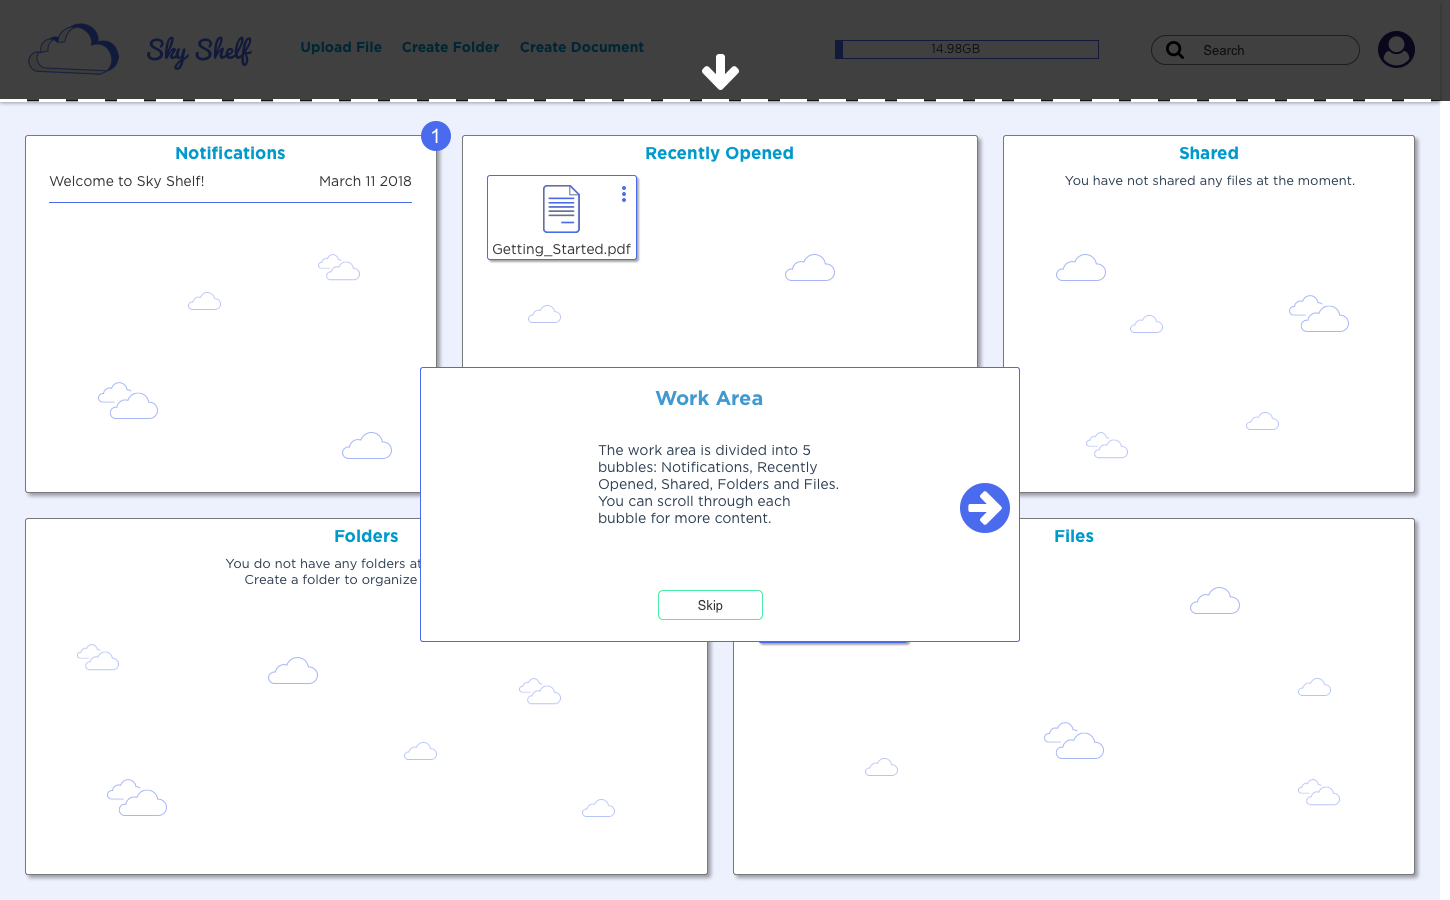 Sky Shelf
Upload File
Create Folder
Create Document
14.98GB
Search
Notifications
1
Welcome to Sky Shelf!
March 11 2018
Recently Opened
Getting_Started.pdf
Shared
You have not shared any files at the moment.
Work Area
The work area is divided into 5
bubbles: Notifications, Recently
Opened, Shared, Folders and Files.
You can scroll through each
bubble for more content.
Skip
Folders
You do not have any folders at
Create a folder to organize
Files